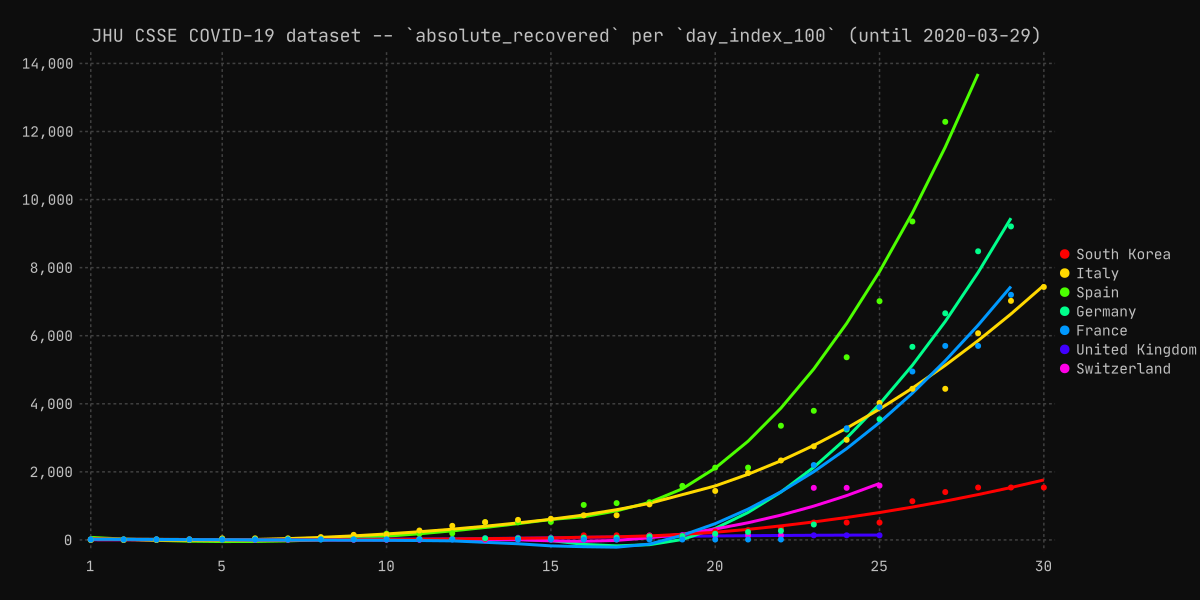 JHU CSSE COVID-19 dataset -- `absolute_recovered` per `day_index_100` (until 2020-03-29)
14,000
12,000
10,000
8,000
6,000
4,000
2,000
0
1 5 10 15 20 25 30
South Korea
Italy
Spain
Germany
France
United Kingdom
Switzerland